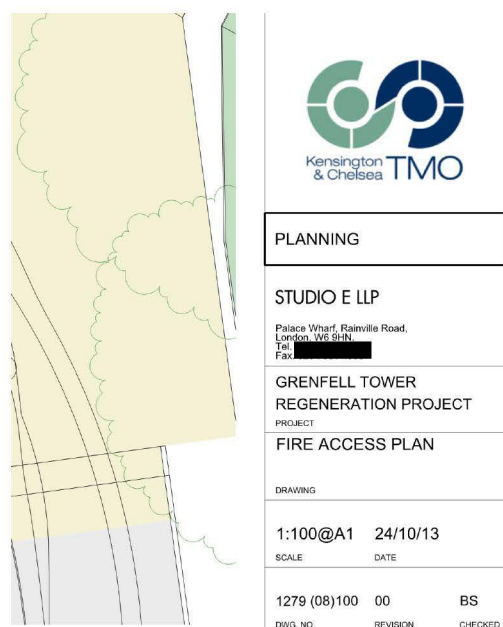 Kensington
& Chelsea TMO
PLANNING
STUDIO E LLP
Palace Wharf, Rainville Road,
London, W6 9HN.
Tel.
Fax.
GRENFELL TOWER
REGENERATION PROJECT
PROJECT
FIRE ACCESS PLAN
DRAWING
1:100@A1 24/10/13
SCALE DATE
1279 (08)100 00 BS
DWG. NO REVISION CHECKED